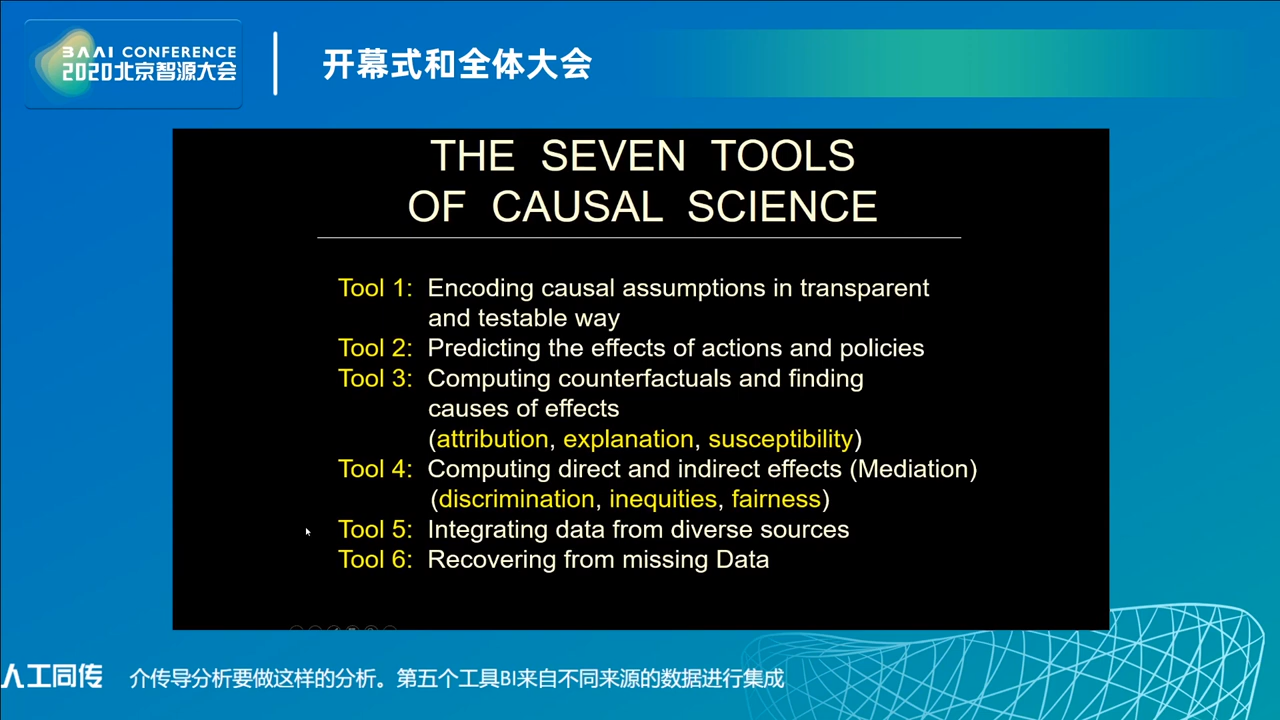 BAAI CONFERENCE
2020北京智源大会
开幕式和全体大会
THE SEVEN TOOLS
OF CAUSAL SCIENCE
Tool 1: Encoding causal assumptions in transparent
and testable way
Tool 2: Predicting the effects of actions and policies
Tool 3: Computing counterfactuals and finding
causes of effects
(attribution, explanation, susceptibility)
Tool 4: Computing direct and indirect effects (Mediation)
(discrimination, inequities, fairness)
Tool 5: Integrating data from diverse sources
Tool 6: Recovering from missing Data
人工同传 介传导分析要做这样的分析。第五个工具BI来自不同来源的数据进行集成